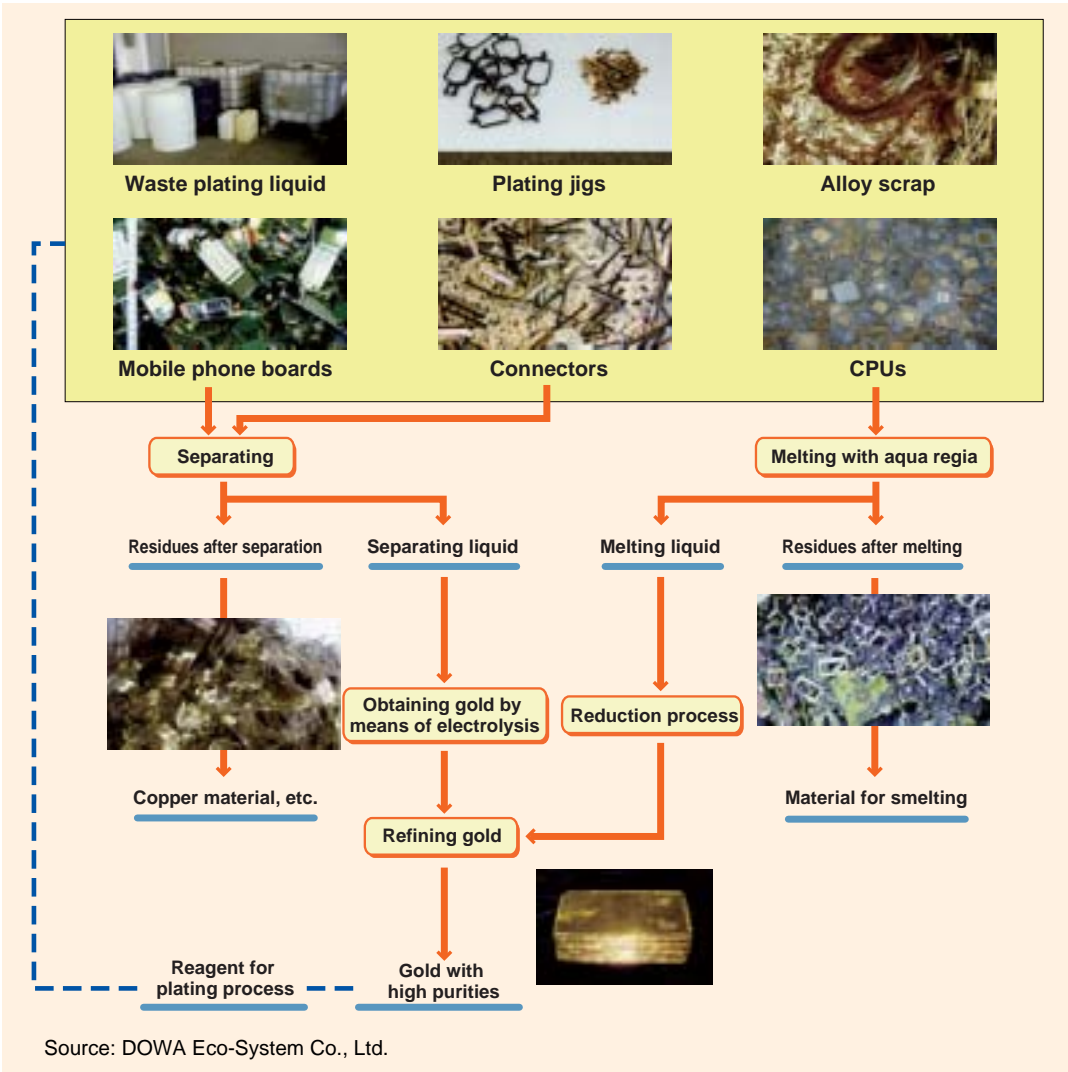 Waste plating liquid
Plating jigs
Alloy scrap
Mobile phone boards
Connectors
CPUs
Separating
Melting with aqua regia
Residues after separation
Separating liquid
Melting liquid
Residues after melting
Obtaining gold by
means of electrolysis
Reduction process
Copper material, etc.
Material for smelting
Refining gold
Reagent for
plating process
Gold with
high purities
Source: DOWA Eco-System Co., Ltd.